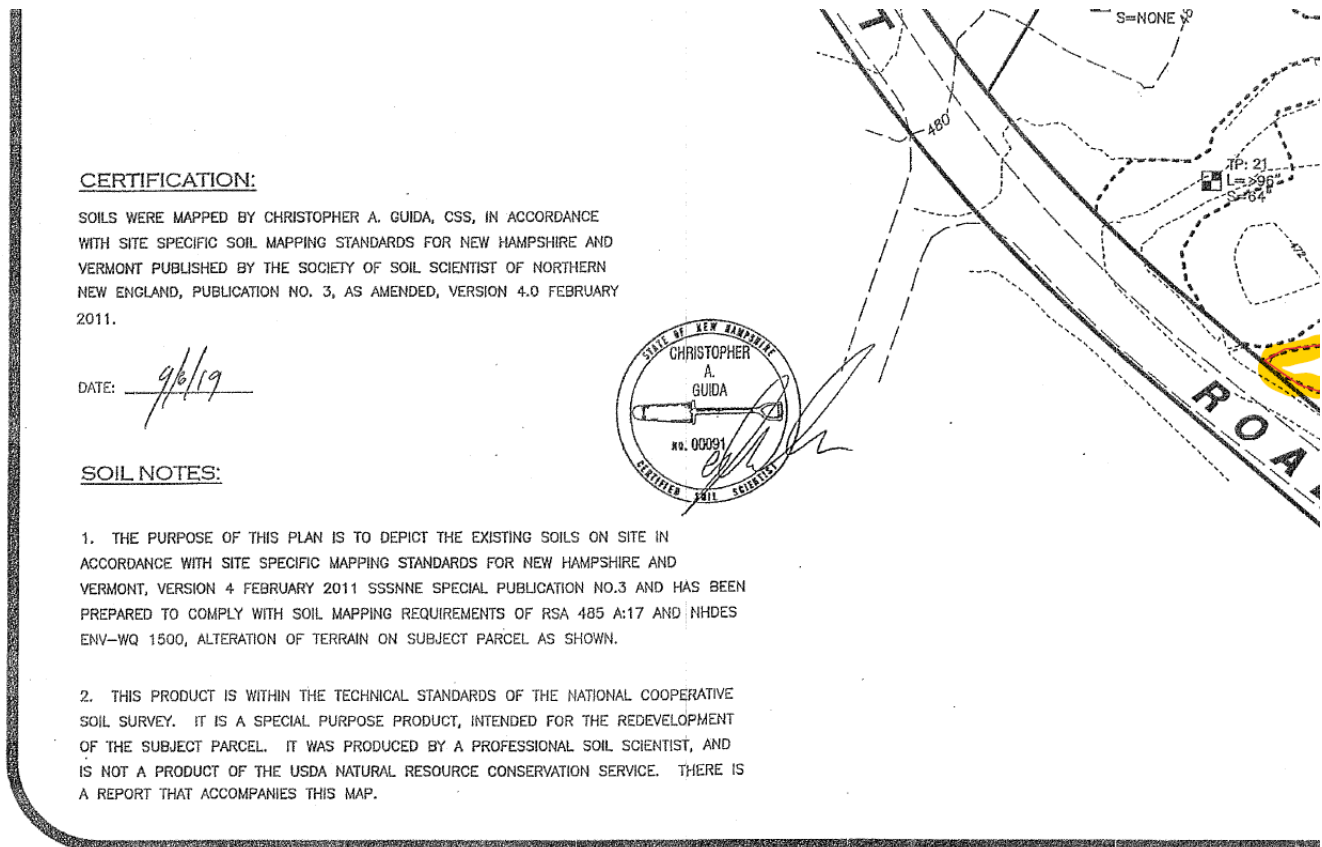 S=NONE
T
480
TP: 21
L=>96"
S=64"
472
ROA
CERTIFICATION:
SOILS WERE MAPPED BY CHRISTOPHER A. GUIDA, CSS, IN ACCORDANCE
WITH SITE SPECIFIC SOIL MAPPING STANDARDS FOR NEW HAMPSHIRE AND
VERMONT PUBLISHED BY THE SOCIETY OF SOIL SCIENTIST OF NORTHERN
NEW ENGLAND, PUBLICATION NO. 3, AS AMENDED, VERSION 4.0 FEBRUARY
2011.
DATE: 9/6/19
STATE OF NEW HAMPSHIRE
CHRISTOPHER
A.
GUIDA
NO. 00091
CERTIFIED SOIL SCIENTIST
SOIL NOTES:
1. THE PURPOSE OF THIS PLAN IS TO DEPICT THE EXISTING SOILS ON SITE IN
ACCORDANCE WITH SITE SPECIFIC MAPPING STANDARDS FOR NEW HAMPSHIRE AND
VERMONT, VERSION 4 FEBRUARY 2011 SSSNNE SPECIAL PUBLICATION NO.3 AND HAS BEEN
PREPARED TO COMPLY WITH SOIL MAPPING REQUIREMENTS OF RSA 485 A:17 AND NHDES
ENV-WQ 1500, ALTERATION OF TERRAIN ON SUBJECT PARCEL AS SHOWN.
2. THIS PRODUCT IS WITHIN THE TECHNICAL STANDARDS OF THE NATIONAL COOPERATIVE
SOIL SURVEY. IT IS A SPECIAL PURPOSE PRODUCT, INTENDED FOR THE REDEVELOPMENT
OF THE SUBJECT PARCEL. IT WAS PRODUCED BY A PROFESSIONAL SOIL SCIENTIST, AND
IS NOT A PRODUCT OF THE USDA NATURAL RESOURCE CONSERVATION SERVICE. THERE IS
A REPORT THAT ACCOMPANIES THIS MAP.